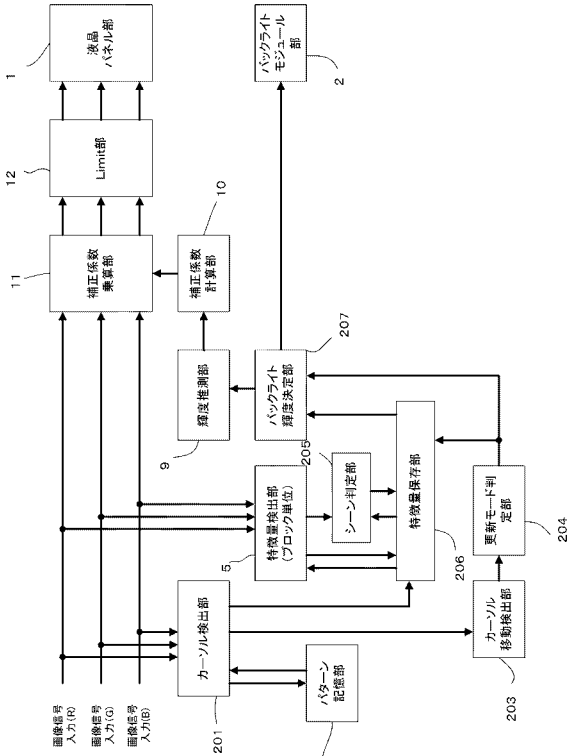 画像信号
入力(R)
画像信号
入力(G)
画像信号
入力(B)
201
カーソル検出部
パターン
記憶部
5
特徴量検出部
(ブロック単位)
205
シーン判定部
特徴量保存部
206
カーソル
移動検出部
203
更新モード判
定部
204
9
輝度推測部
バックライト
輝度決定部
207
11
補正係数
乗算部
補正係数
計算部
10
12
Limit部
1
液晶
パネル部
バックライト
モジュール
部
2